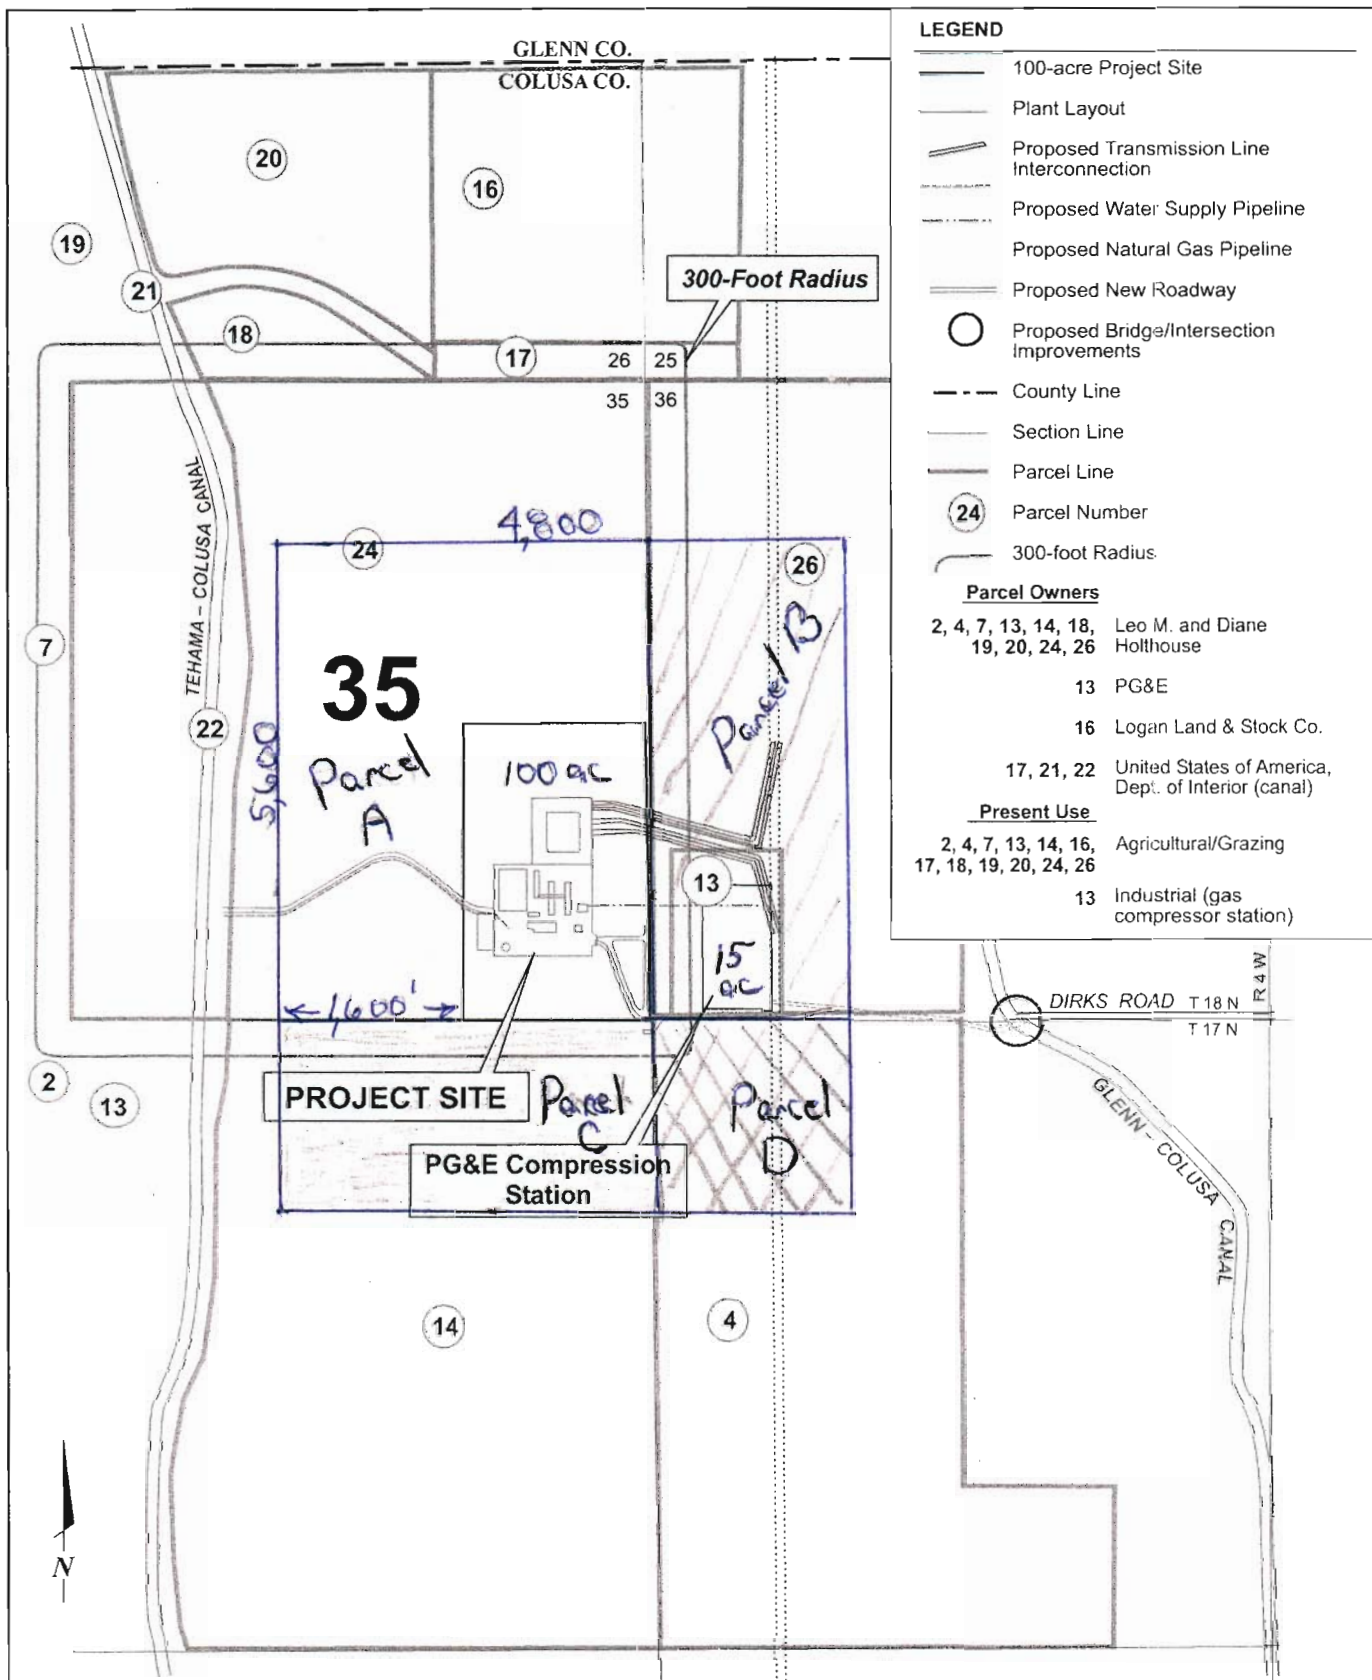 GLENN CO.
COLUSA CO.
20
16
19
21
18
17
26 25
35 36
300-Foot Radius
TEHAMA - COLUSA CANAL
4,800
24
26
7
35
Parcel B
22
5,600
Parcel
A
100 ac
13
15
ac
1,600'
DIRKS ROAD
T 18 N
T 17 N
R 4 W
2
13
PROJECT SITE
Parcel
C
Parcel
D
PG&E Compression
Station
GLENN - COLUSA CANAL
14
4
N
LEGEND
100-acre Project Site
Plant Layout
Proposed Transmission Line
Interconnection
Proposed Water Supply Pipeline
Proposed Natural Gas Pipeline
Proposed New Roadway
Proposed Bridge/Intersection
Improvements
County Line
Section Line
Parcel Line
24 Parcel Number
300-foot Radius
Parcel Owners
2, 4, 7, 13, 14, 18, Leo M. and Diane
19, 20, 24, 26 Holthouse
13 PG&E
16 Logan Land & Stock Co.
17, 21, 22 United States of America,
Dept. of Interior (canal)
Present Use
2, 4, 7, 13, 14, 16, Agricultural/Grazing
17, 18, 19, 20, 24, 26
13 Industrial (gas
compressor station)